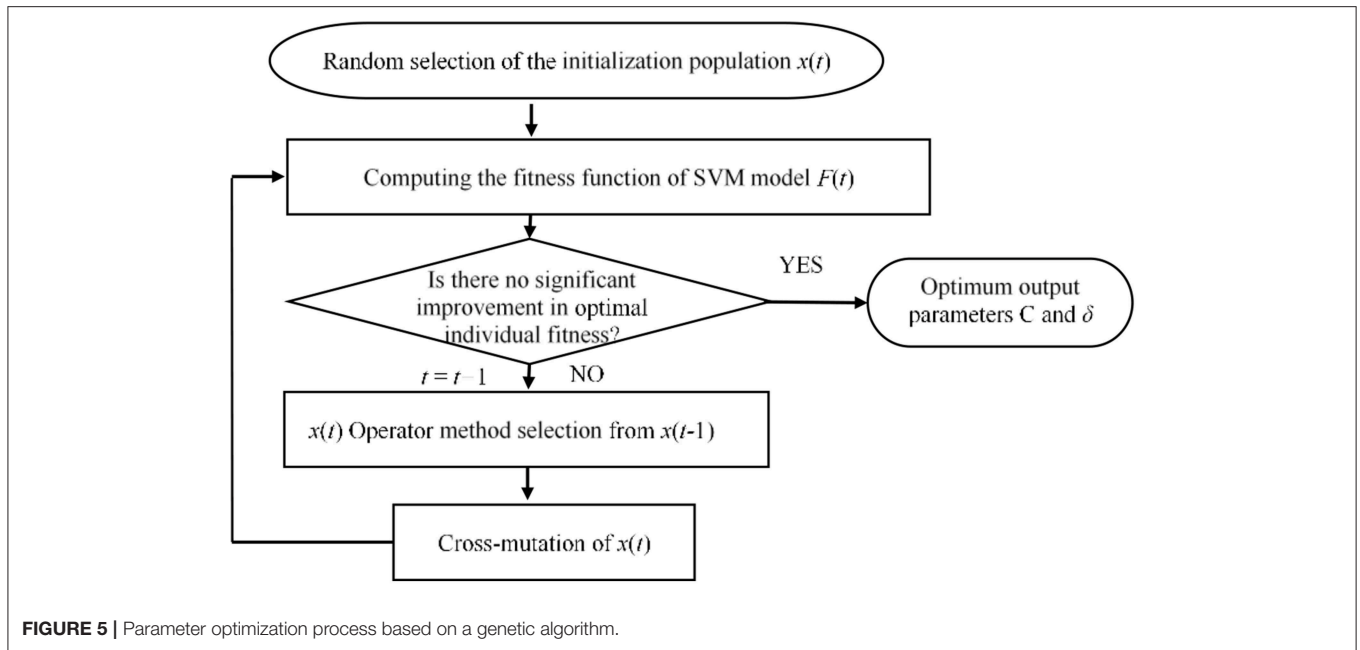 Random selection of the initialization population x(t)
Computing the fitness function of SVM model F(t)
Is there no significant
improvement in optimal
individual fitness?
YES
Optimum output
parameters C and δ
t = t−1 NO
x(t) Operator method selection from x(t-1)
Cross-mutation of x(t)
FIGURE 5 | Parameter optimization process based on a genetic algorithm.